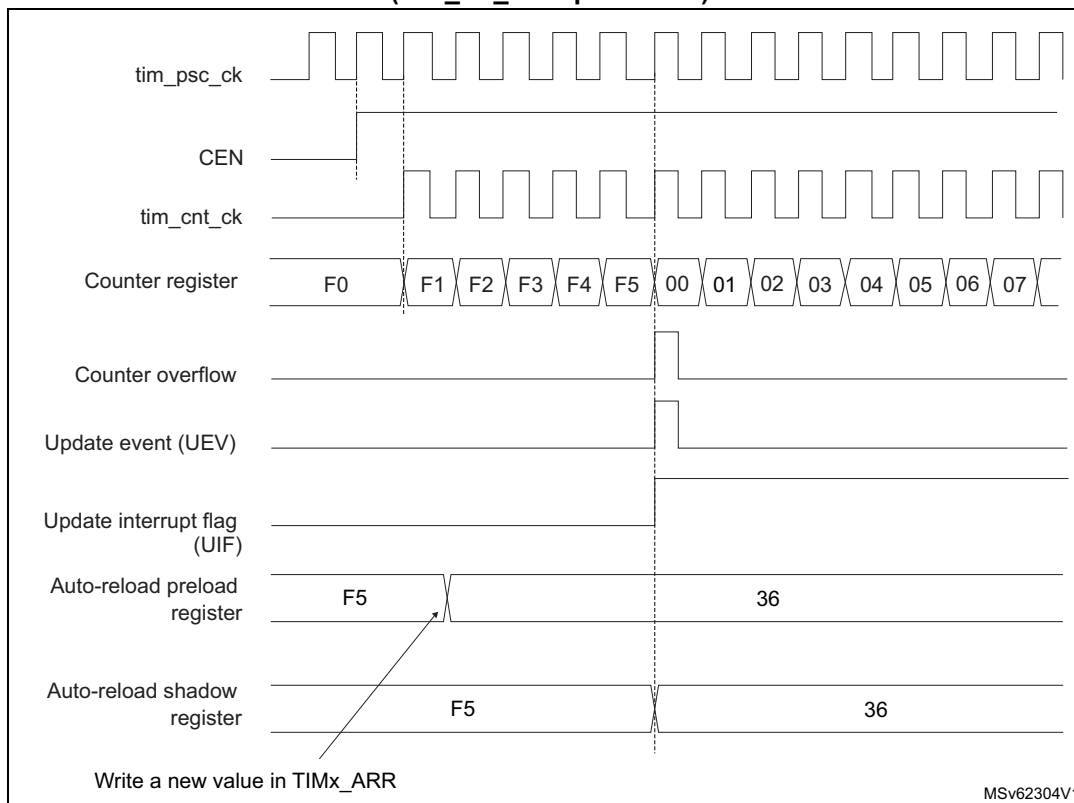 tim_psc_ck
CEN
tim_cnt_ck
Counter register
F0 F1 F2 F3 F4 F5 00 01 02 03 04 05 06 07
Counter overflow
Update event (UEV)
Update interrupt flag
(UIF)
Auto-reload preload
register
F5 36
Auto-reload shadow
register
F5 36
Write a new value in TIMx_ARR
MSv62304V1